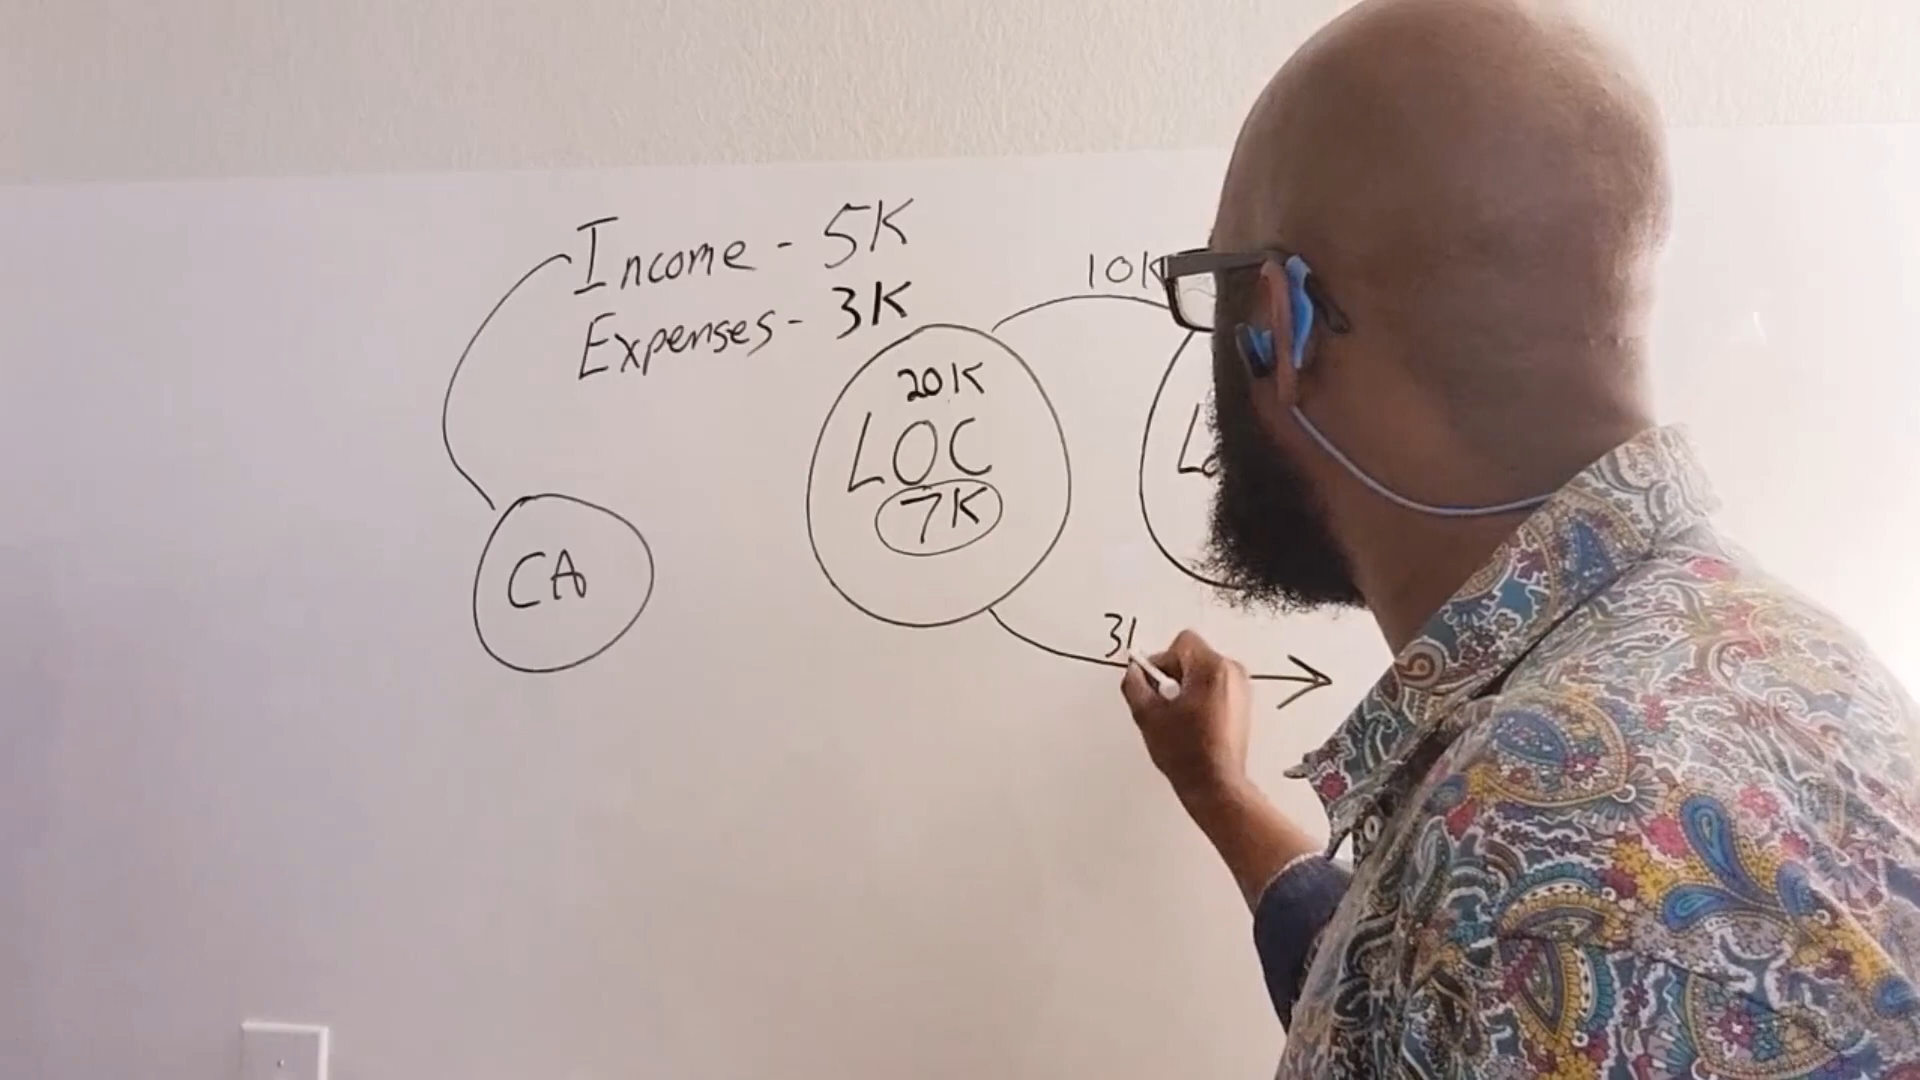 Income - 5K
Expenses - 3K
10K
20K
LOC
7K
CA